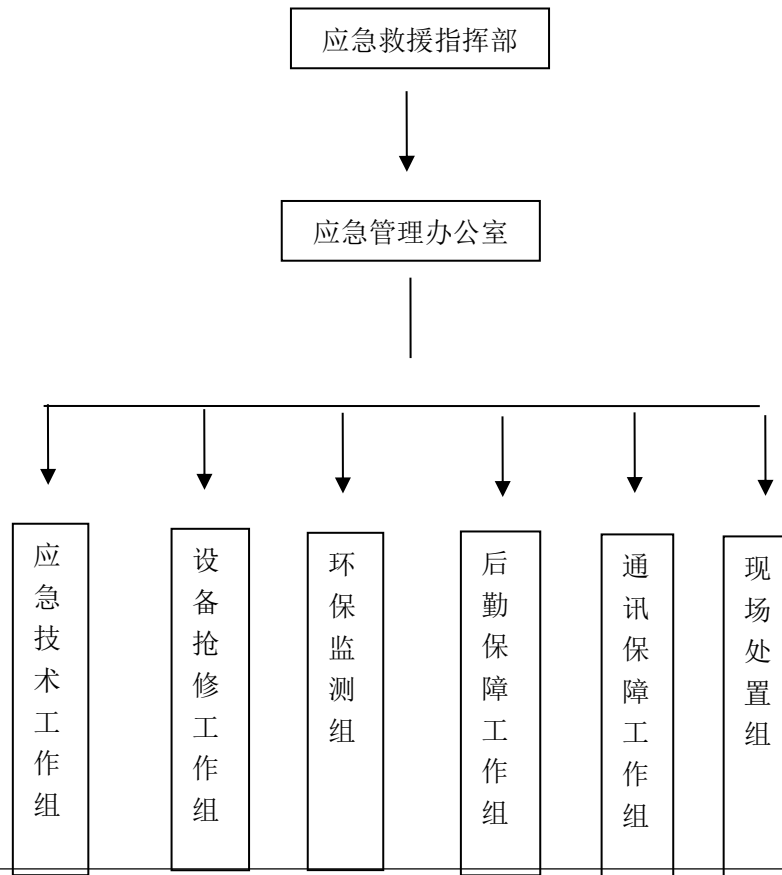 应急救援指挥部
应急管理办公室
应急技术工作组
设备抢修工作组
环保监测组
后勤保障工作组
通讯保障工作组
现场处置组